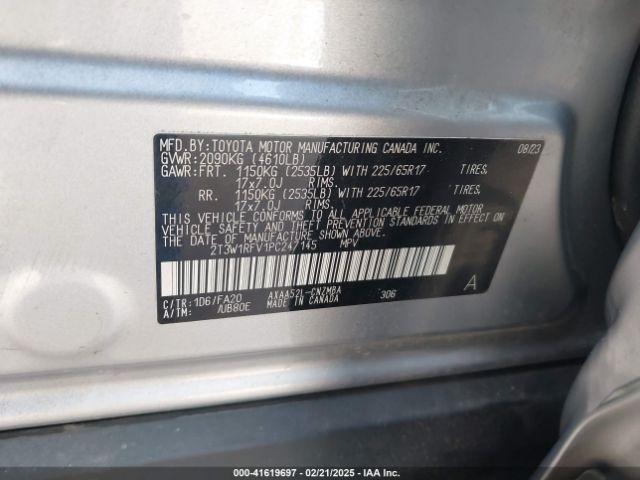 MFD.BY:TOYOTA MOTOR MANUFACTURING CANADA INC. 08/23
GVWR:2090KG (4610LB)
GAWR:FRT. 1150KG (2535LB) WITH 225/65R17 TIRES,
17x7.0J RIMS.
RR. 1150KG (2535LB) WITH 225/65R17 TIRES,
17x7.0J RIMS.
THIS VEHICLE CONFORMS TO ALL APPLICABLE FEDERAL MOTOR
VEHICLE SAFETY AND THEFT PREVENTION STANDARDS IN EFFECT ON
THE DATE OF MANUFACTURE SHOWN ABOVE.
2T3W1RFV1PC247145 MPV
C/TR:1D6/FA20 AXAA52L-CNZMBA 306 A
A/TM: /UB80E MADE IN CANADA
000-41619697 - 02/21/2025 - IAA Inc.